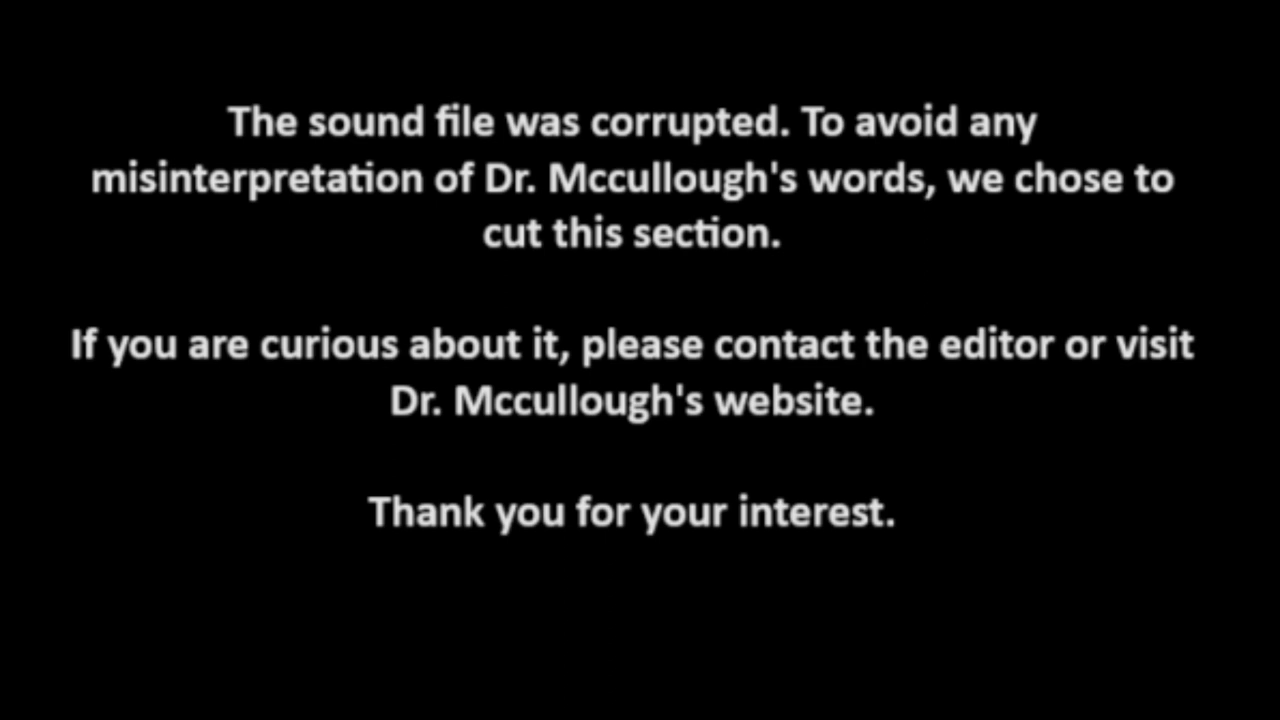 The sound file was corrupted. To avoid any
misinterpretation of Dr. Mccullough's words, we chose to
cut this section.
If you are curious about it, please contact the editor or visit
Dr. Mccullough's website.
Thank you for your interest.